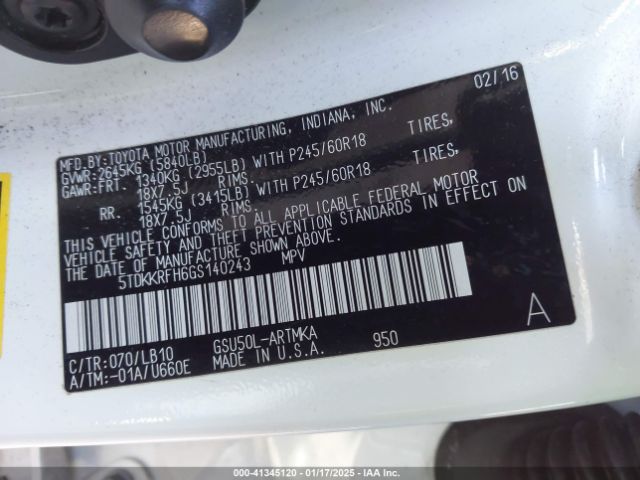 02/16
MFD.BY:TOYOTA MOTOR MANUFACTURING, INDIANA, INC.
GVWR:2645KG (5840LB)
GAWR:FRT. 1340KG (2955LB) WITH P245/60R18 TIRES,
18X7.5J RIMS.
RR. 1545KG (3415LB) WITH P245/60R18 TIRES,
18X7.5J RIMS.
THIS VEHICLE CONFORMS TO ALL APPLICABLE FEDERAL MOTOR
VEHICLE SAFETY AND THEFT PREVENTION STANDARDS IN EFFECT ON
THE DATE OF MANUFACTURE SHOWN ABOVE.
5TDKKRFH6GS140243 MPV
C/TR:070/LB10 GSU50L-ARTMKA 950 A
A/TM:-01A/U660E MADE IN U.S.A.
000-41345120 - 01/17/2025 - IAA Inc.